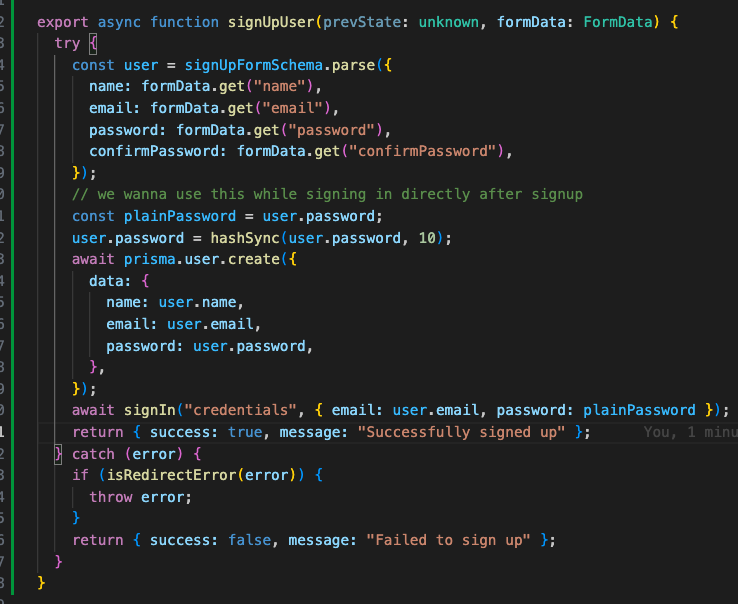 export async function signUpUser(prevState: unknown, formData: FormData) {
try {
const user = signUpFormSchema.parse({
name: formData.get("name"),
email: formData.get("email"),
password: formData.get("password"),
confirmPassword: formData.get("confirmPassword"),
});
// we wanna use this while signing in directly after signup
const plainPassword = user.password;
user.password = hashSync(user.password, 10);
await prisma.user.create({
data: {
name: user.name,
email: user.email,
password: user.password,
},
});
await signIn("credentials", { email: user.email, password: plainPassword });
return { success: true, message: "Successfully signed up" }; You, 1 minu
} catch (error) {
if (isRedirectError(error)) {
throw error;
}
return { success: false, message: "Failed to sign up" };
}
}